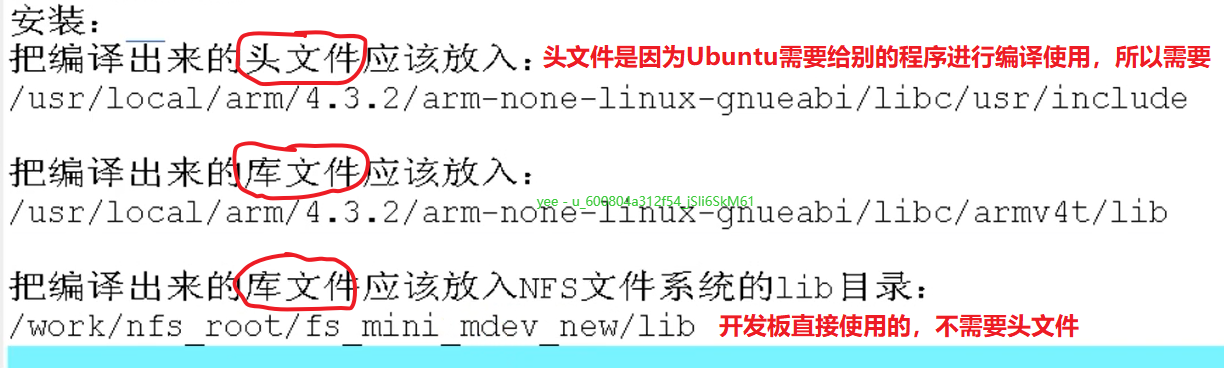 安装：
把编译出来的头文件应该放入：头文件是因为Ubuntu需要给别的程序进行编译使用，所以需要
/usr/local/arm/4.3.2/arm-none-linux-gnueabi/libc/usr/include
把编译出来的库文件应该放入：
yee - u_600804a312f54_jSli6SkM61
/usr/local/arm/4.3.2/arm-none-linux-gnueabi/libc/armv4t/lib
把编译出来的库文件应该放入NFS文件系统的lib目录：
/work/nfs_root/fs_mini_mdev_new/lib 开发板直接使用的，不需要头文件